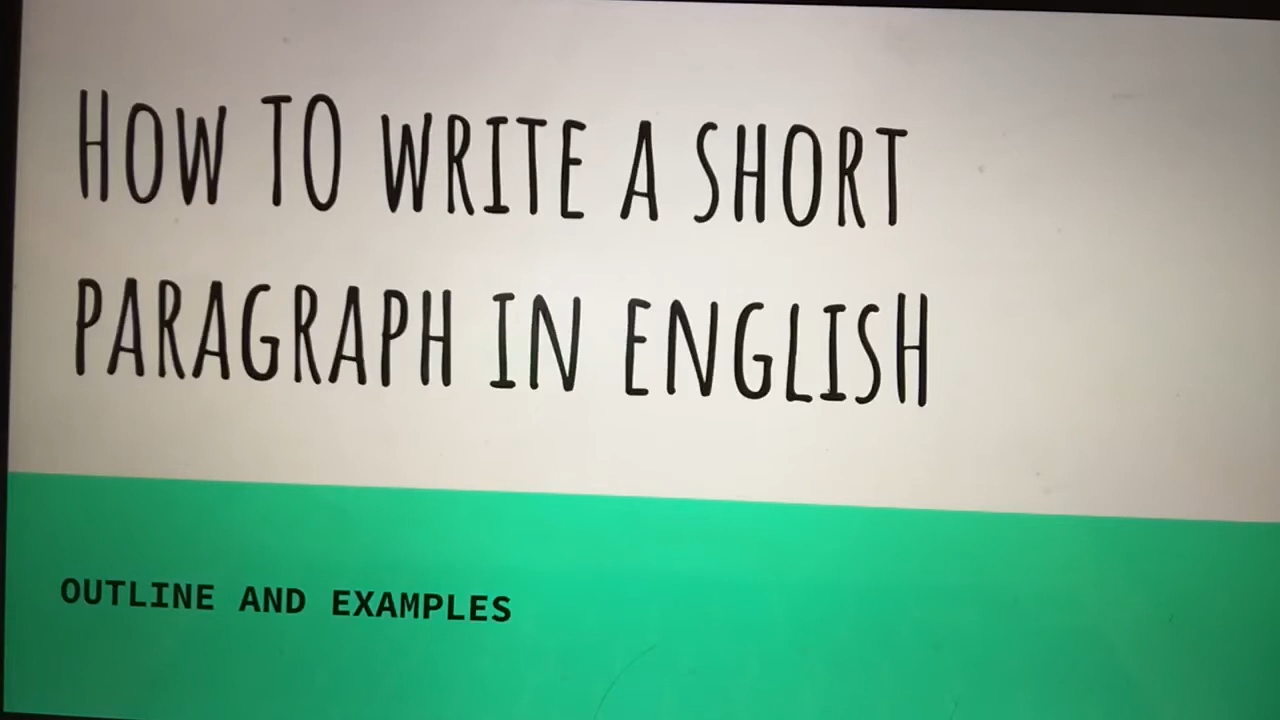 HOW TO WRITE A SHORT
PARAGRAPH IN ENGLISH
OUTLINE AND EXAMPLES